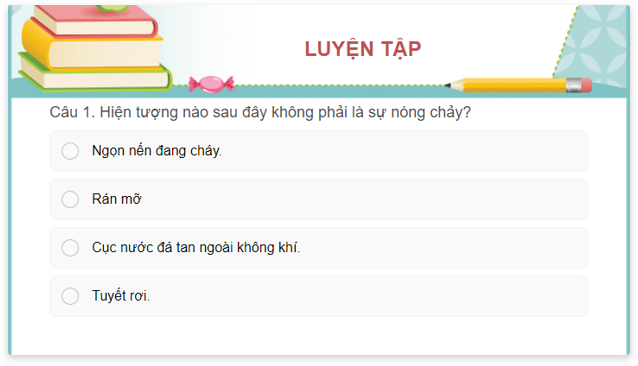 LUYỆN TẬP
Câu 1. Hiện tượng nào sau đây không phải là sự nóng chảy?
Ngọn nến đang cháy.
Rán mỡ
Cục nước đá tan ngoài không khí.
Tuyết rơi.